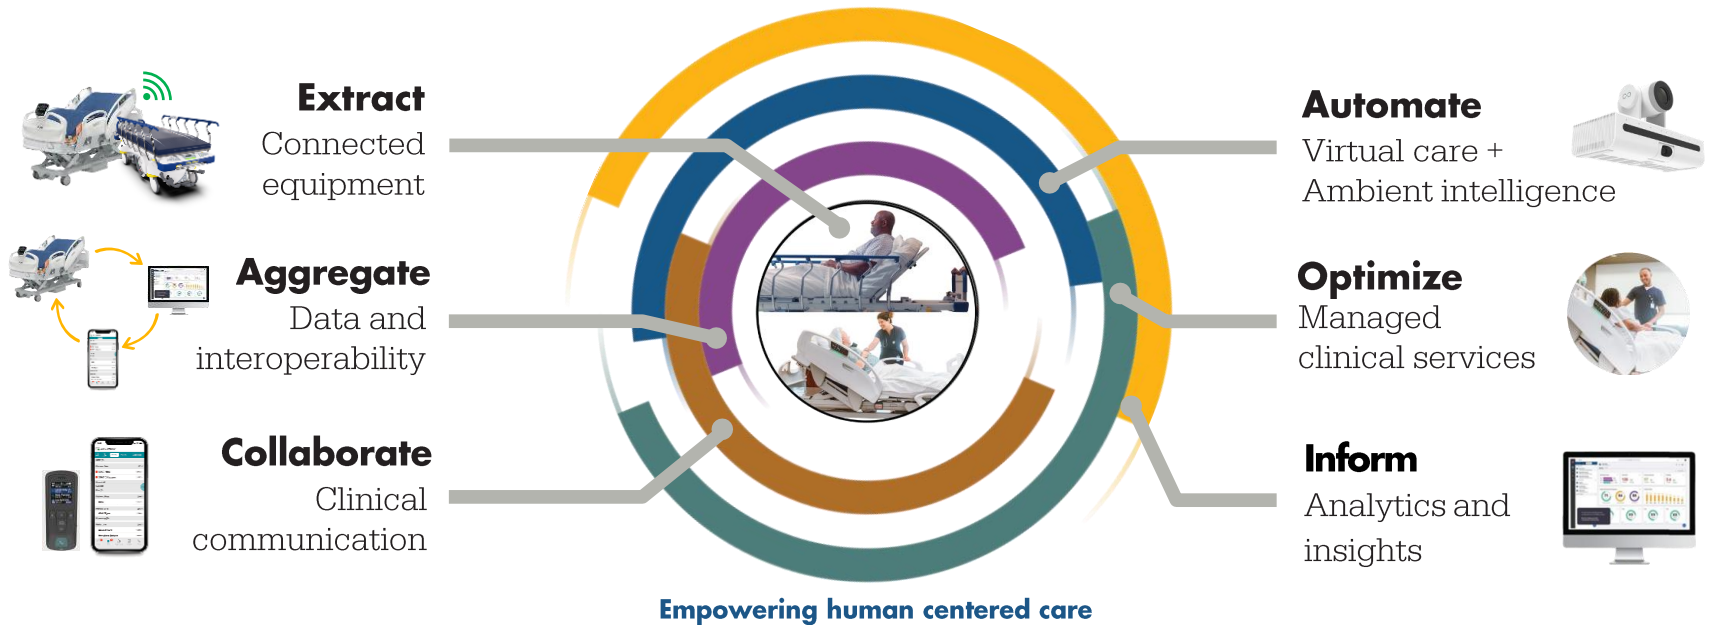 Extract
Connected
equipment
Aggregate
Data and
interoperability
Collaborate
Clinical
communication
Automate
Virtual care +
Ambient intelligence
Optimize
Managed
clinical services
Inform
Analytics and
insights
Empowering human centered care